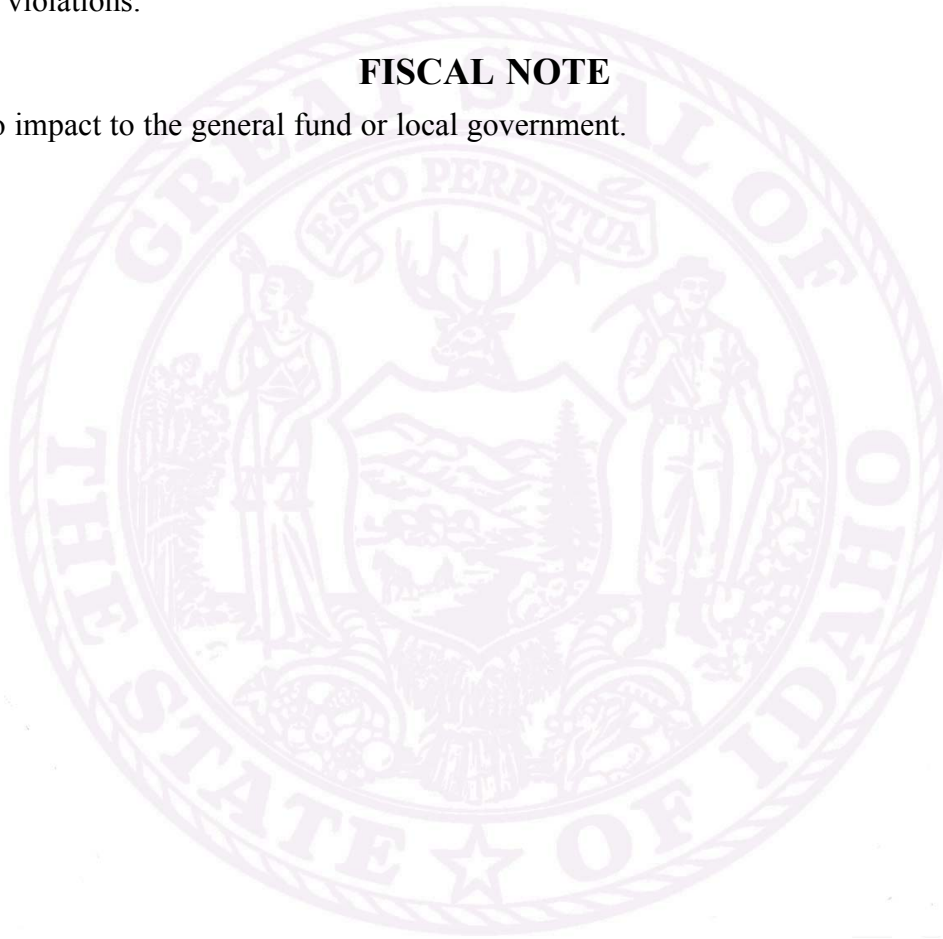 violations.
FISCAL NOTE
impact to the general fund or local government.
GREAT SEAL OF
ESTO PERPETUA
THE STATE OF IDAHO